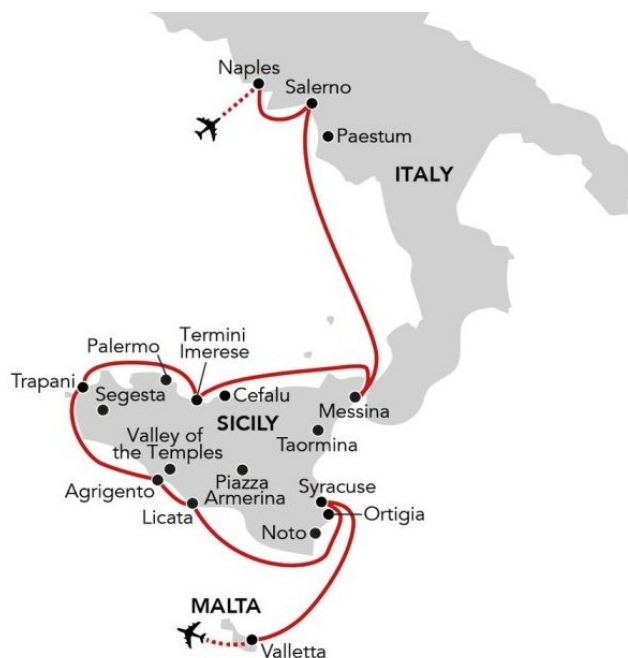 Naples
Salerno
Paestum
ITALY
Termini
Imerese
Palermo
Trapani
Segesta
Cefalu
SICILY
Messina
Taormina
Valley of
the Temples
Piazza
Armerina
Agrigento
Licata
Syracuse
Ortigia
Noto
MALTA
Valletta